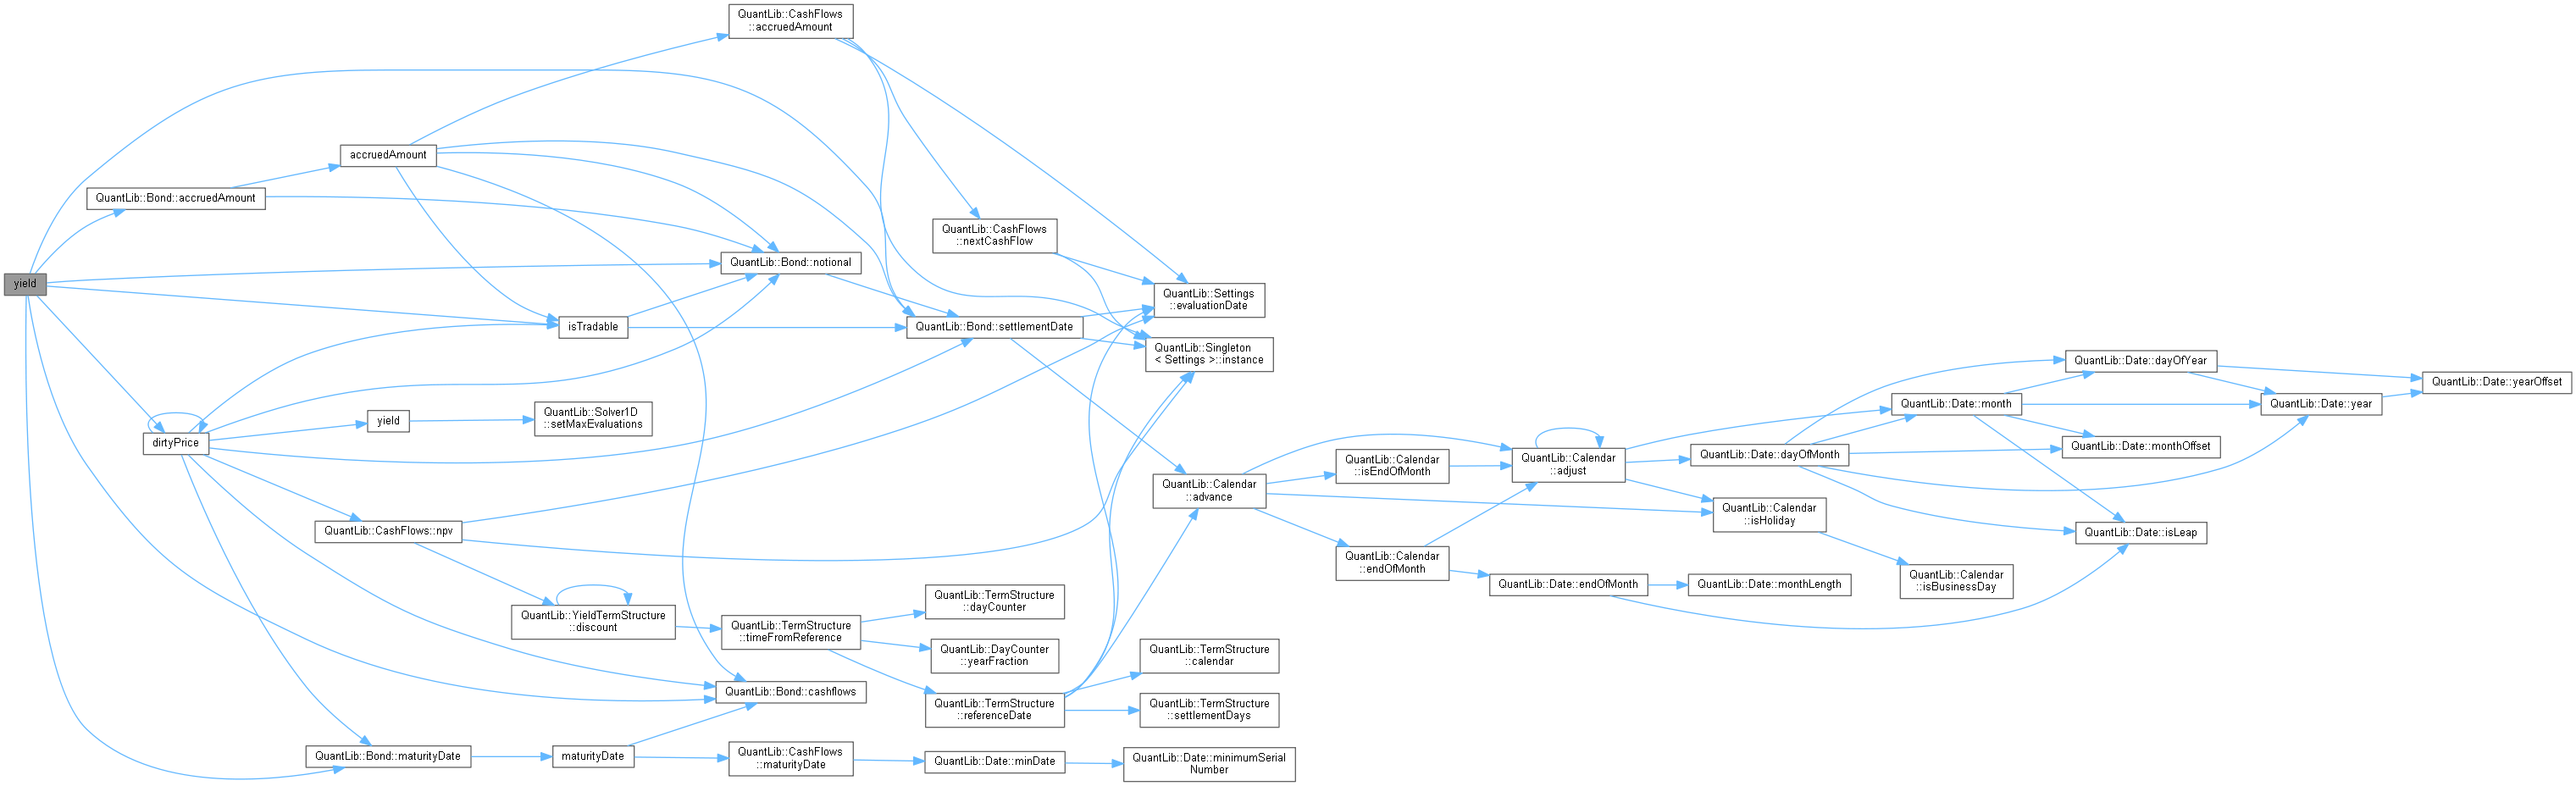 yield
QuantLib::Bond::accruedAmount
dirtyPrice
accruedAmount
yield
QuantLib::CashFlows::npv
QuantLib::Bond::maturityDate
isTradable
QuantLib::Solver1D
::setMaxEvaluations
QuantLib::YieldTermStructure
::discount
maturityDate
QuantLib::CashFlows
::accruedAmount
QuantLib::Bond::notional
QuantLib::TermStructure
::timeFromReference
QuantLib::Bond::cashflows
QuantLib::CashFlows
::maturityDate
QuantLib::CashFlows
::nextCashFlow
QuantLib::Bond::settlementDate
QuantLib::TermStructure
::dayCounter
QuantLib::DayCounter
::yearFraction
QuantLib::TermStructure
::referenceDate
QuantLib::Date::minDate
QuantLib::Settings
::evaluationDate
QuantLib::Singleton
< Settings >::instance
QuantLib::Calendar
::advance
QuantLib::TermStructure
::calendar
QuantLib::TermStructure
::settlementDays
QuantLib::Date::minimumSerial
Number
QuantLib::Calendar
::isEndOfMonth
QuantLib::Calendar
::endOfMonth
QuantLib::Calendar
::adjust
QuantLib::Date::endOfMonth
QuantLib::Date::dayOfMonth
QuantLib::Calendar
::isHoliday
QuantLib::Date::monthLength
QuantLib::Date::month
QuantLib::Calendar
::isBusinessDay
QuantLib::Date::dayOfYear
QuantLib::Date::monthOffset
QuantLib::Date::isLeap
QuantLib::Date::year
QuantLib::Date::yearOffset